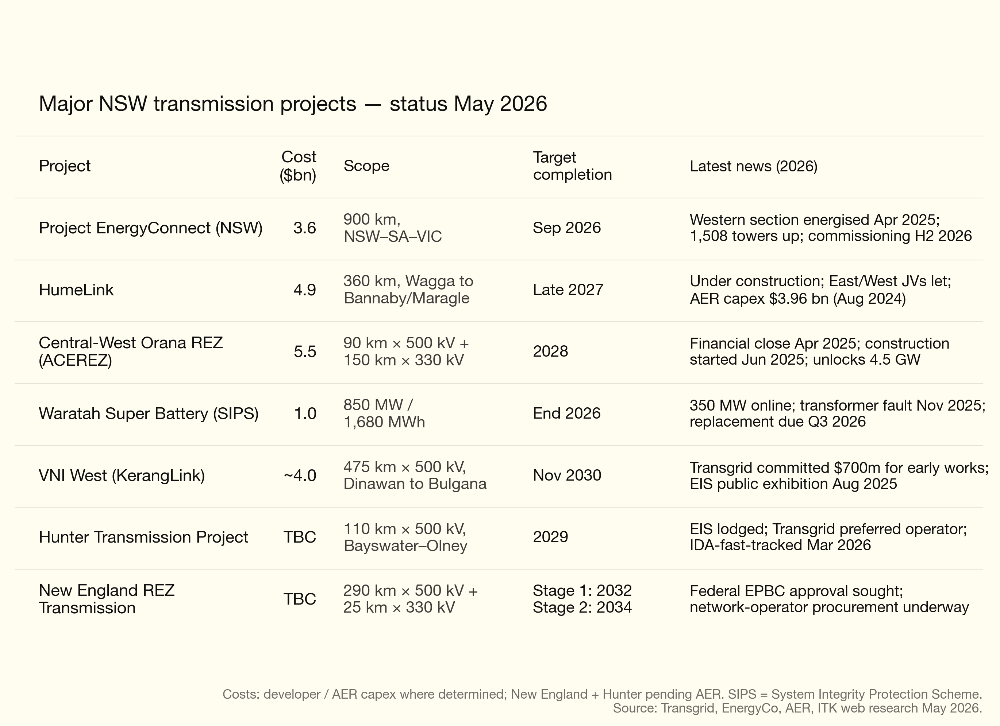 Major NSW transmission projects — status May 2026
Project
Cost
($bn)
Scope
Target
completion
Latest news (2026)
Project EnergyConnect (NSW)
3.6
900 km,
NSW–SA–VIC
Sep 2026
Western section energised Apr 2025;
1,508 towers up; commissioning H2 2026
HumeLink
4.9
360 km, Wagga to
Bannaby/Maragle
Late 2027
Under construction; East/West JVs let;
AER capex $3.96 bn (Aug 2024)
Central-West Orana REZ
(ACEREZ)
5.5
90 km × 500 kV +
150 km × 330 kV
2028
Financial close Apr 2025; construction
started Jun 2025; unlocks 4.5 GW
Waratah Super Battery (SIPS)
1.0
850 MW /
1,680 MWh
End 2026
350 MW online; transformer fault Nov 2025;
replacement due Q3 2026
VNI West (KerangLink)
~4.0
475 km × 500 kV,
Dinawan to Bulgana
Nov 2030
Transgrid committed $700m for early works;
EIS public exhibition Aug 2025
Hunter Transmission Project
TBC
110 km × 500 kV,
Bayswater–Olney
2029
EIS lodged; Transgrid preferred operator;
IDA-fast-tracked Mar 2026
New England REZ
Transmission
TBC
290 km × 500 kV +
25 km × 330 kV
Stage 1: 2032
Stage 2: 2034
Federal EPBC approval sought;
network-operator procurement underway
Costs: developer / AER capex where determined; New England + Hunter pending AER. SIPS = System Integrity Protection Scheme.
Source: Transgrid, EnergyCo, AER, ITK web research May 2026.